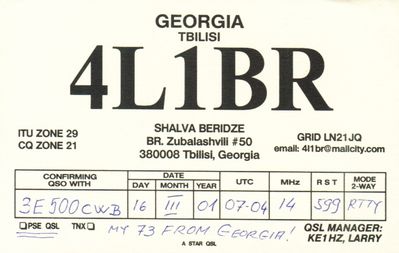 GEORGIA
TBILISI
4L1BR
ITU ZONE 29
CQ ZONE 21
SHALVA BERIDZE
BR. Zubalashvili #50
380008 Tbilisi, Georgia
GRID LN21JQ
email: 4l1br@mailcity.com
CONFIRMING QSO WITH DATE DAY MONTH YEAR UTC MHz R S T MODE 2-WAY
3E500CWB 16 III 01 07-04 14 599 RTTY
PSE QSL TNX MY 73 FROM GEORGIA!
QSL MANAGER:
KE1HZ, LARRY
A STAR QSL